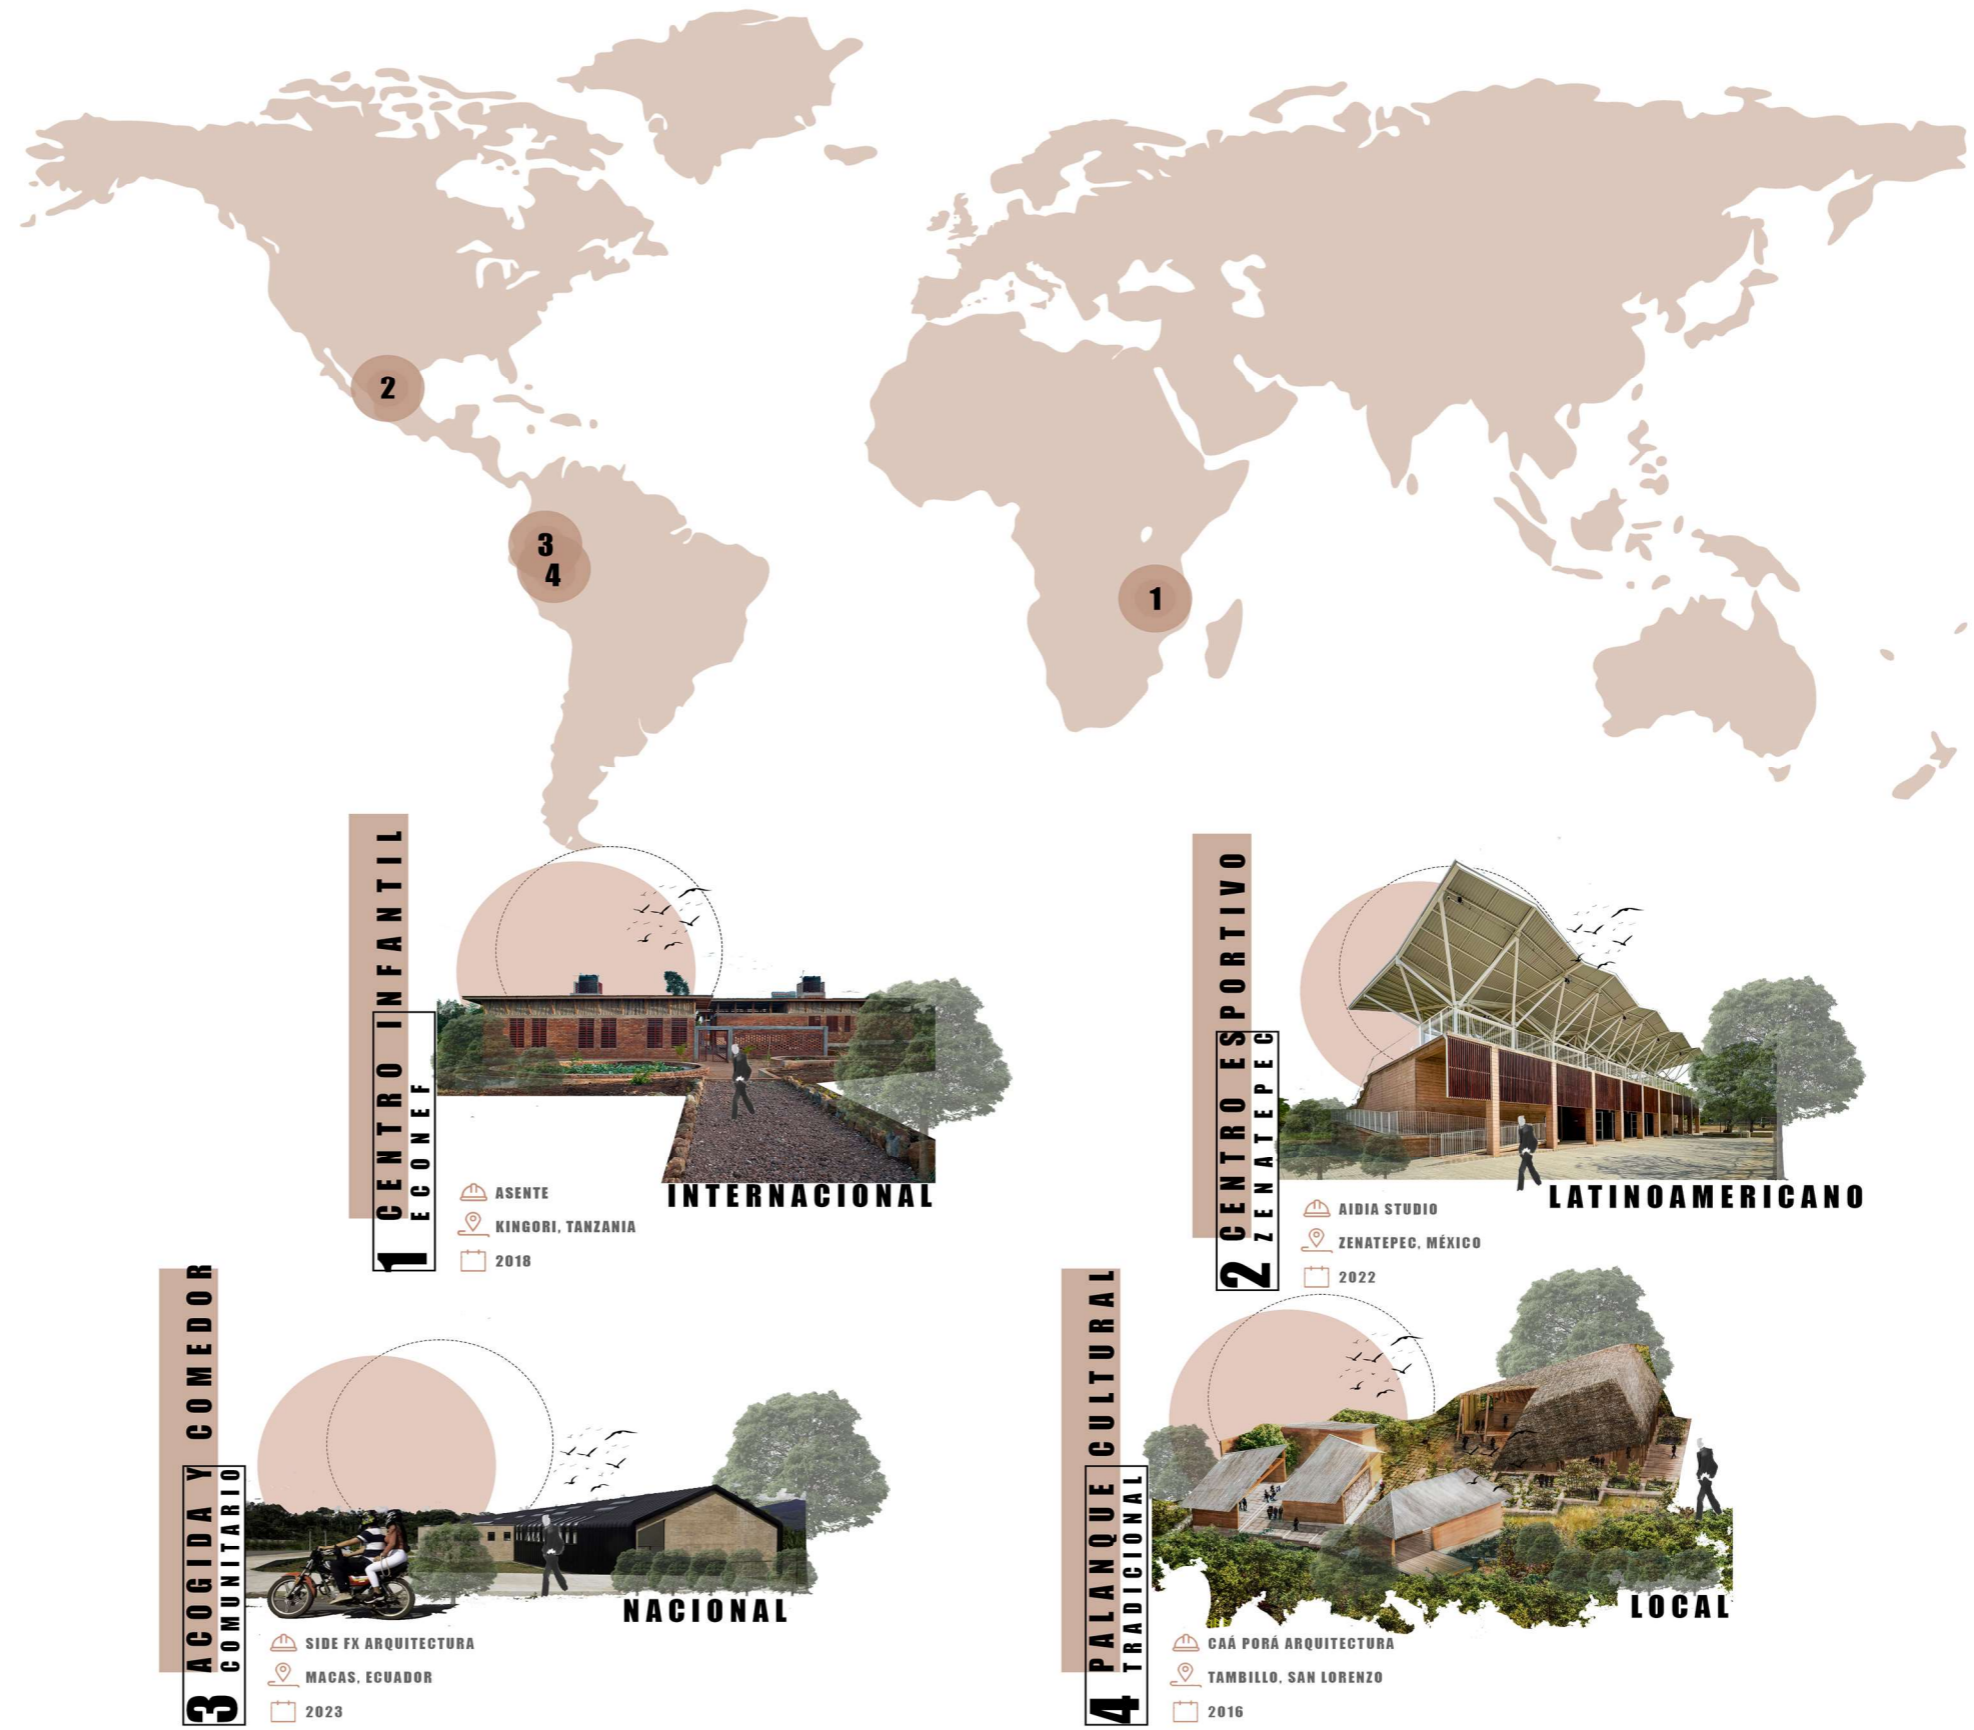 2
3
4
1
1 CENTRO INFANTIL
ECONEF
ASENTE
KINGORI, TANZANIA
2018
INTERNACIONAL
2 CENTRO ESPORTIVO
ZENATEPEC
AIDIA STUDIO
ZENATEPEC, MÉXICO
2022
LATINOAMERICANO
3 ACOGIDA Y COMEDOR
COMUNITARIO
SIDE FX ARQUITECTURA
MACAS, ECUADOR
2023
NACIONAL
4 PALANQUE CULTURAL
TRADICIONAL
CAÁ PORÁ ARQUITECTURA
TAMBILLO, SAN LORENZO
2016
LOCAL